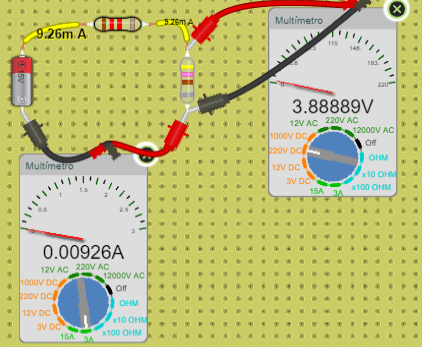 9.26m A
9.26m A
Multímetro
110
146.
183.
220
3.88889V
12V AC
220V AC
12000V AC
1000V DC
Off
220V DC
OHM
12V DC
x10 OHM
3V DC
x100 OHM
15A
3A
Multímetro
0.5
1
1.5
2
2.5
3
0.00926A
12V AC
220V AC
12000V AC
1000V DC
Off
220V DC
OHM
12V DC
x10 OHM
3V DC
x100 OHM
15A
3A